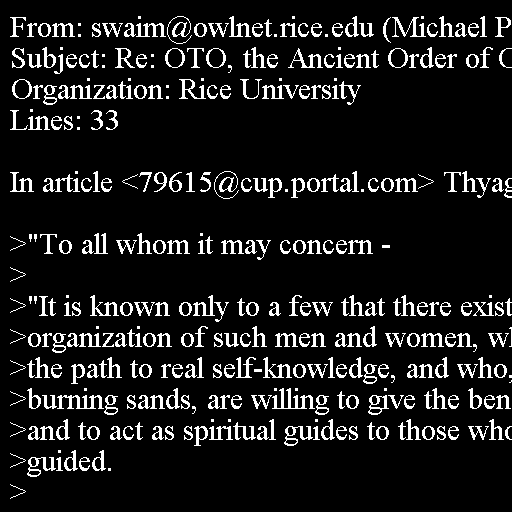 From: swaim@owlnet.rice.edu (Michael P
Subject: Re: OTO, the Ancient Order of O
Organization: Rice University
Lines: 33

In article <79615@cup.portal.com> Thyag
>"To all whom it may concern -
>
>"It is known only to a few that there exist
>organization of such men and women, wh
>the path to real self-knowledge, and who,
>burning sands, are willing to give the ben
>and to act as spiritual guides to those who
>guided.
>